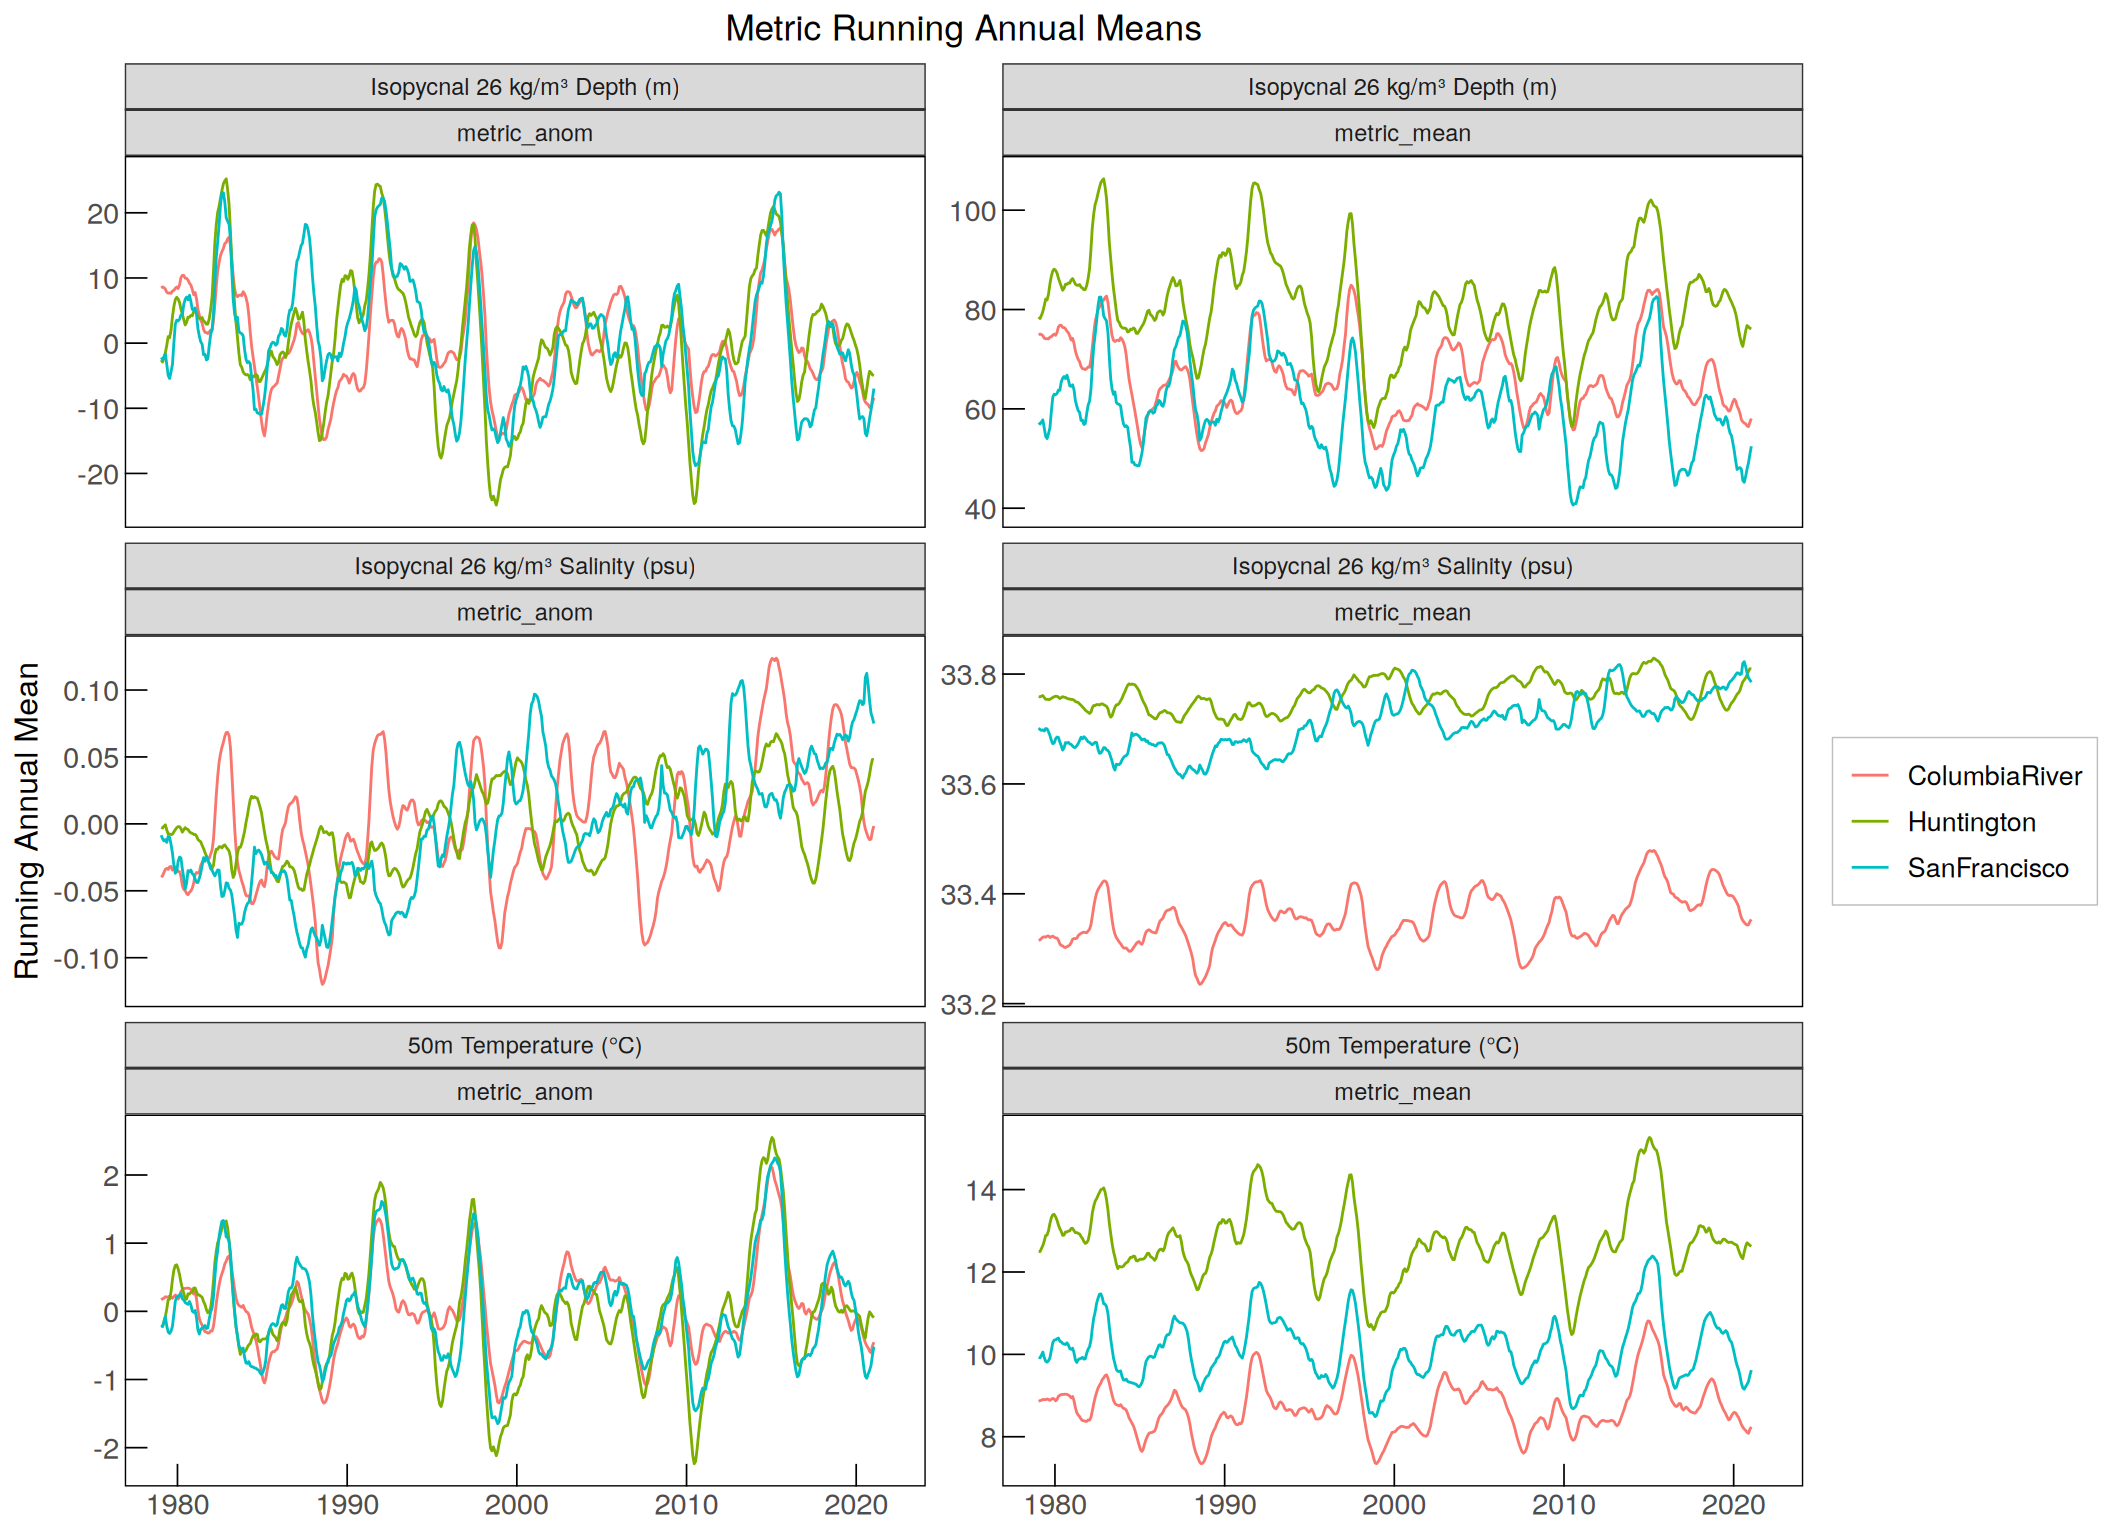 Metric Running Annual Means
Isopycnal 26 kg/m³ Depth (m)
metric_anom
20
10
0
-10
-20
Isopycnal 26 kg/m³ Depth (m)
metric_mean
100
80
60
40
Running Annual Mean
Isopycnal 26 kg/m³ Salinity (psu)
metric_anom
0.10
0.05
0.00
-0.05
-0.10
Isopycnal 26 kg/m³ Salinity (psu)
metric_mean
33.8
33.6
33.4
33.2
ColumbiaRiver
Huntington
SanFrancisco
50m Temperature (°C)
metric_anom
2
1
0
-1
-2
1980 1990 2000 2010 2020
50m Temperature (°C)
metric_mean
14
12
10
8
1980 1990 2000 2010 2020